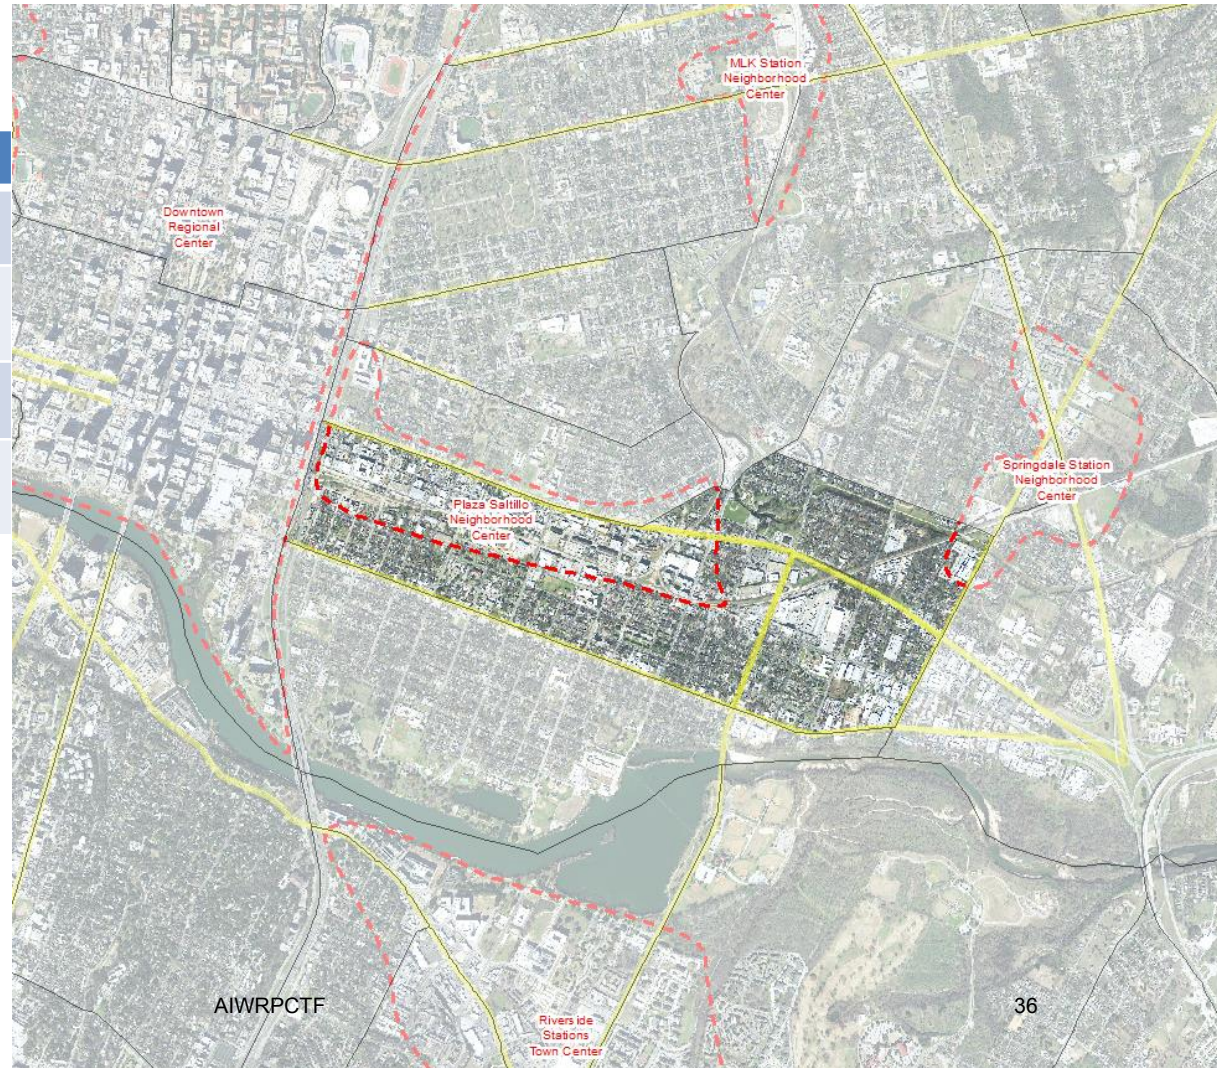 MLK Station
Neighborhood
Center
Downtown
Regional
Center
Springdale Station
Neighborhood
Center
Plaza Saltillo
Neighborhood
Center
AIWRPCTF
36
Riverside
Stations
Town Center